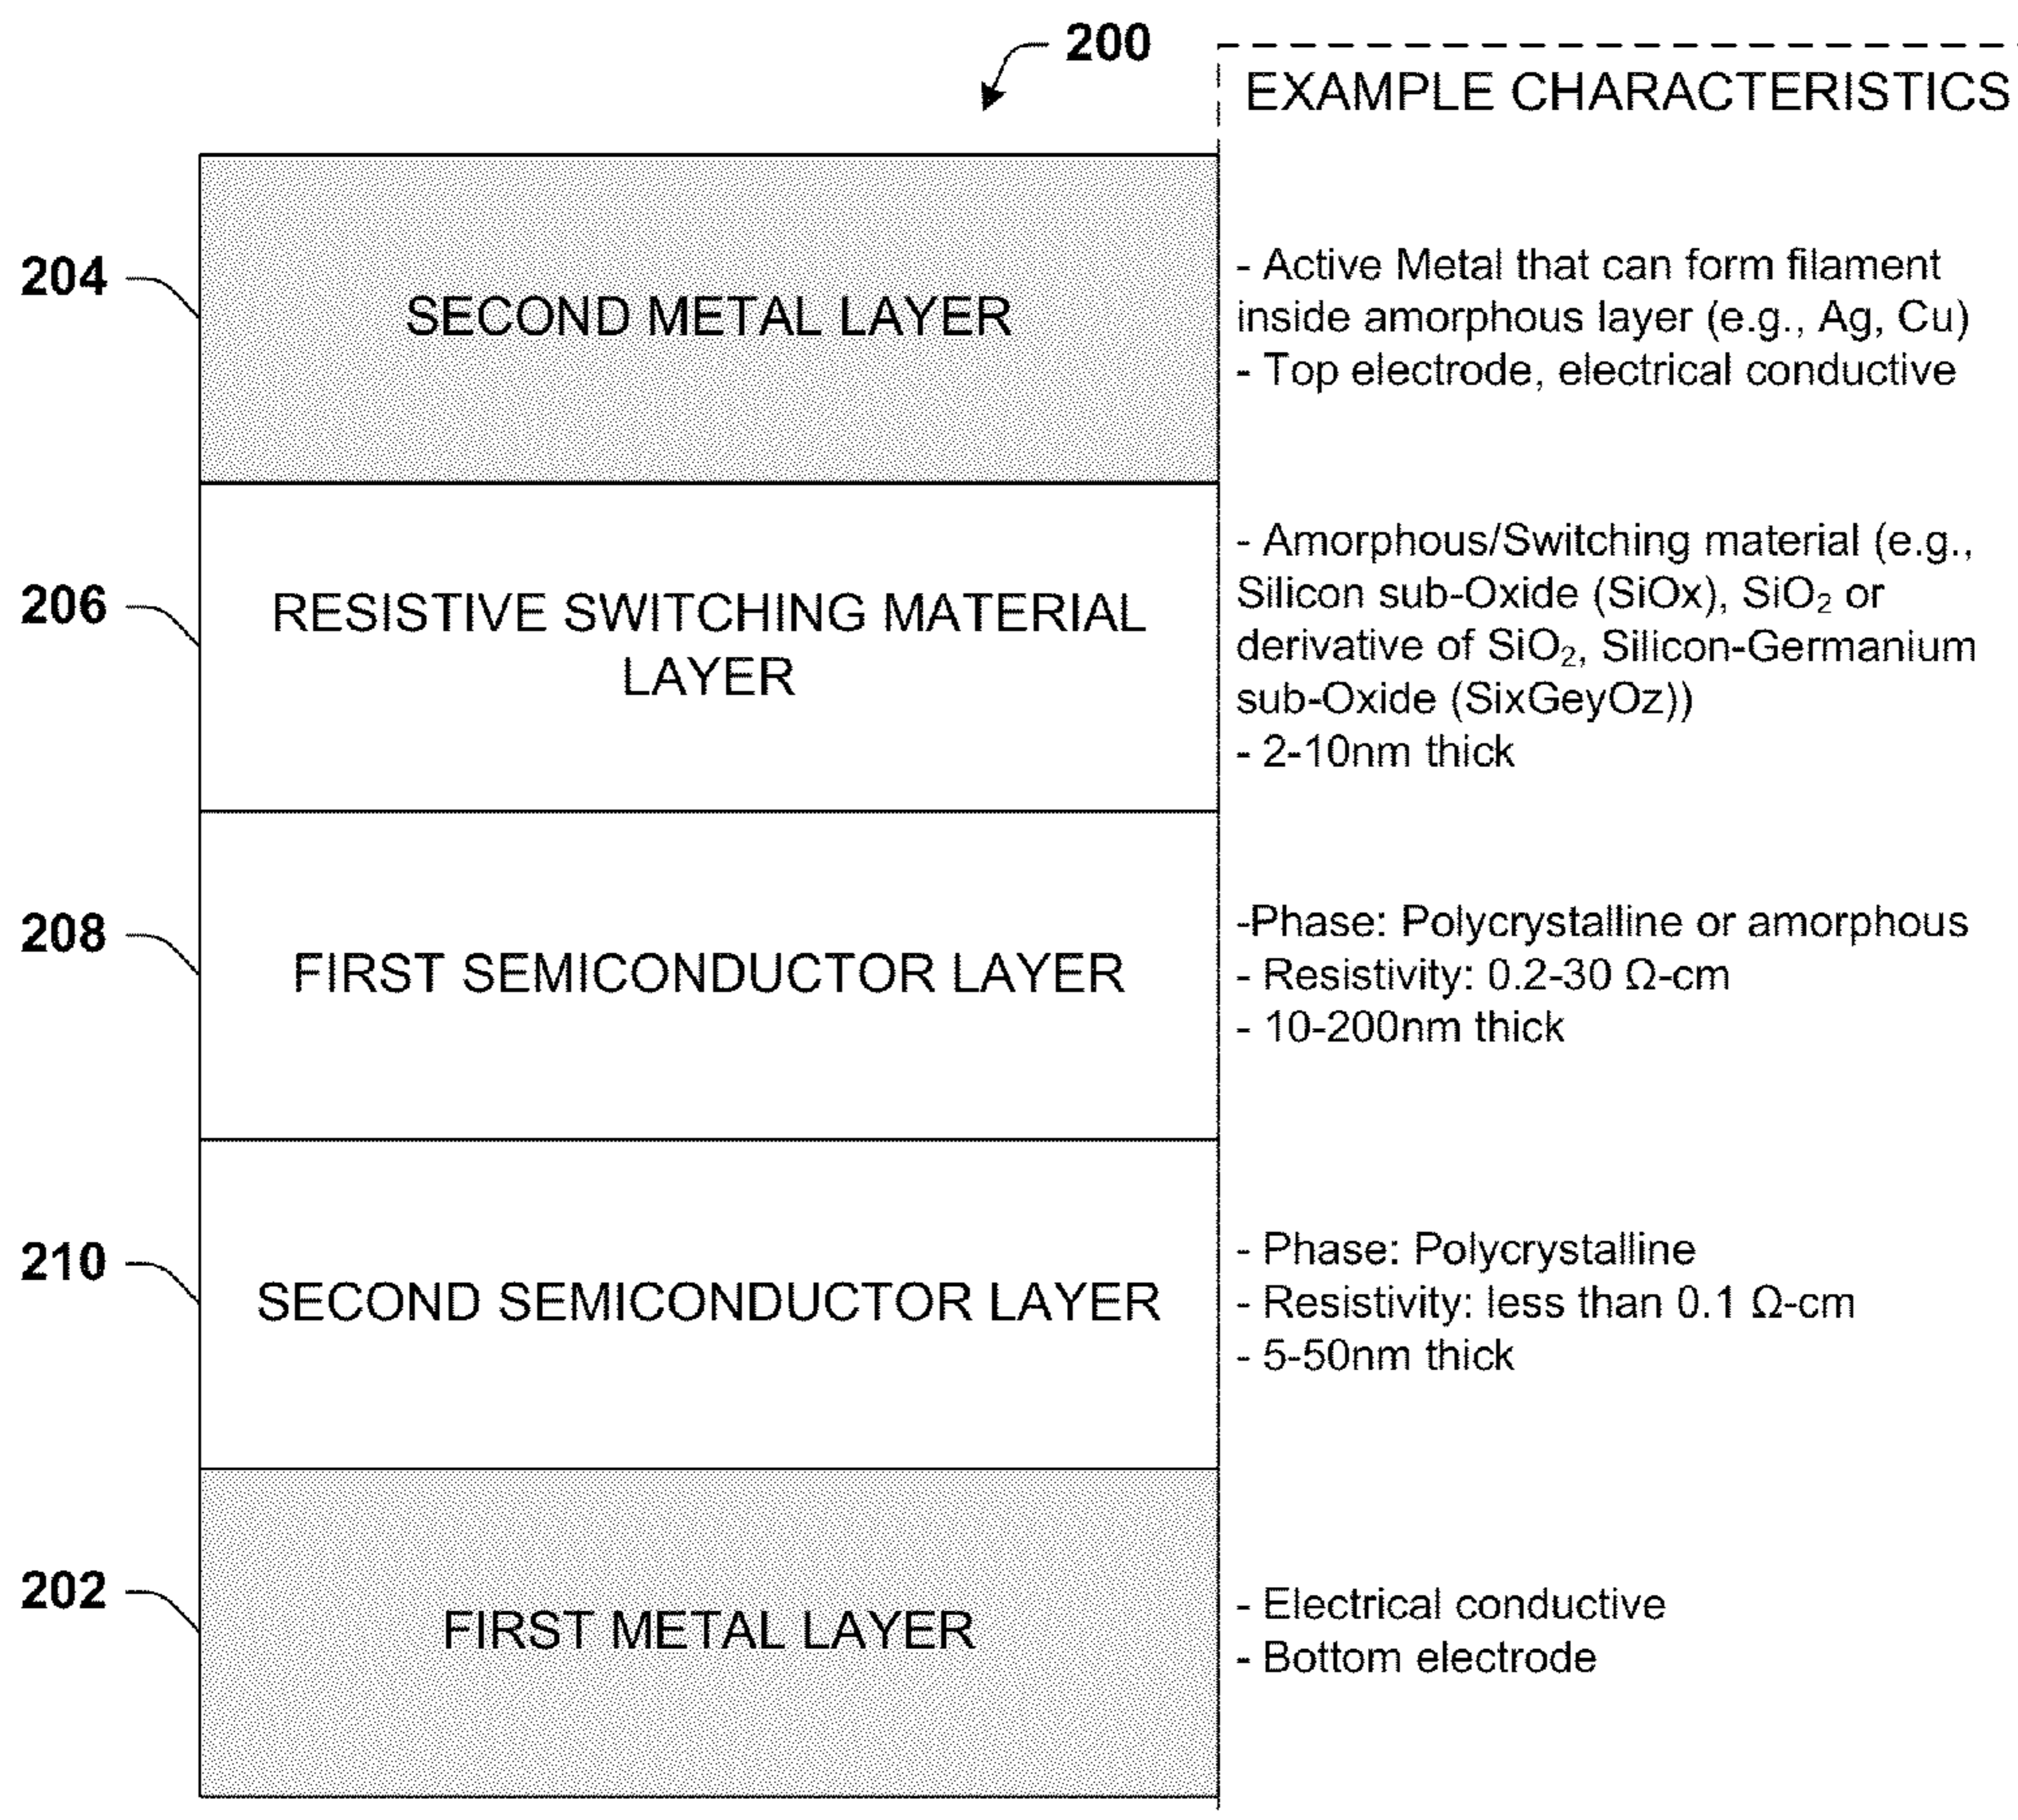 200
EXAMPLE CHARACTERISTICS
204
SECOND METAL LAYER
- Active Metal that can form filament
inside amorphous layer (e.g., Ag, Cu)
- Top electrode, electrical conductive
206
RESISTIVE SWITCHING MATERIAL
LAYER
- Amorphous/Switching material (e.g.,
Silicon sub-Oxide (SiOx), SiO₂ or
derivative of SiO₂, Silicon-Germanium
sub-Oxide (SixGeyOz))
- 2-10nm thick
208
FIRST SEMICONDUCTOR LAYER
-Phase: Polycrystalline or amorphous
- Resistivity: 0.2-30 Ω-cm
- 10-200nm thick
210
SECOND SEMICONDUCTOR LAYER
- Phase: Polycrystalline
- Resistivity: less than 0.1 Ω-cm
- 5-50nm thick
202
FIRST METAL LAYER
- Electrical conductive
- Bottom electrode